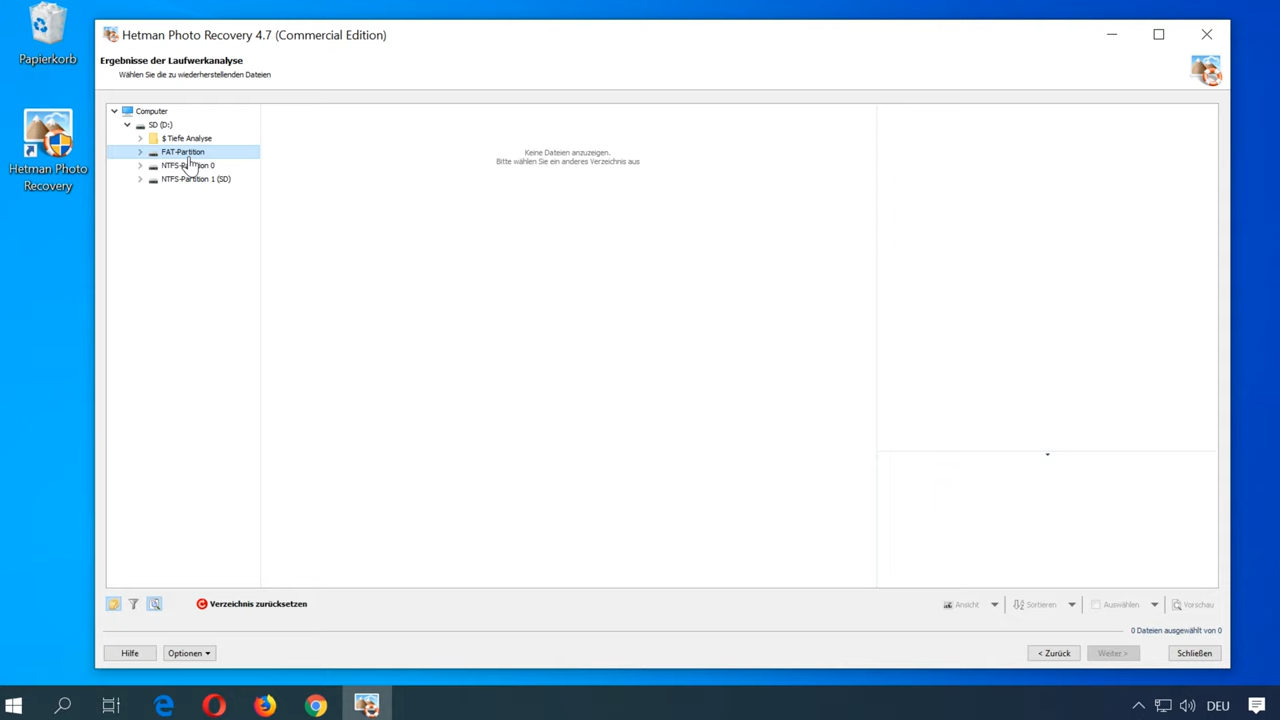 Papierkorb
Hetman Photo
Recovery
Hetman Photo Recovery 4.7 (Commercial Edition)
Ergebnisse der Laufwerkanalyse
Wählen Sie die zu wiederherstellenden Dateien
Computer
SD (D:)
$Tiefe Analyse
FAT-Partition
NTFS-Partition 0
NTFS-Partition 1 (SD)
Keine Dateien anzuzeigen.
Bitte wählen Sie ein anderes Verzeichnis aus
Verzeichnis zurücksetzen
Ansicht
Sortieren
Auswählen
Vorschau
0 Dateien ausgewählt von 0
Hilfe
Optionen
< Zurück
Weiter >
Schließen
DEU